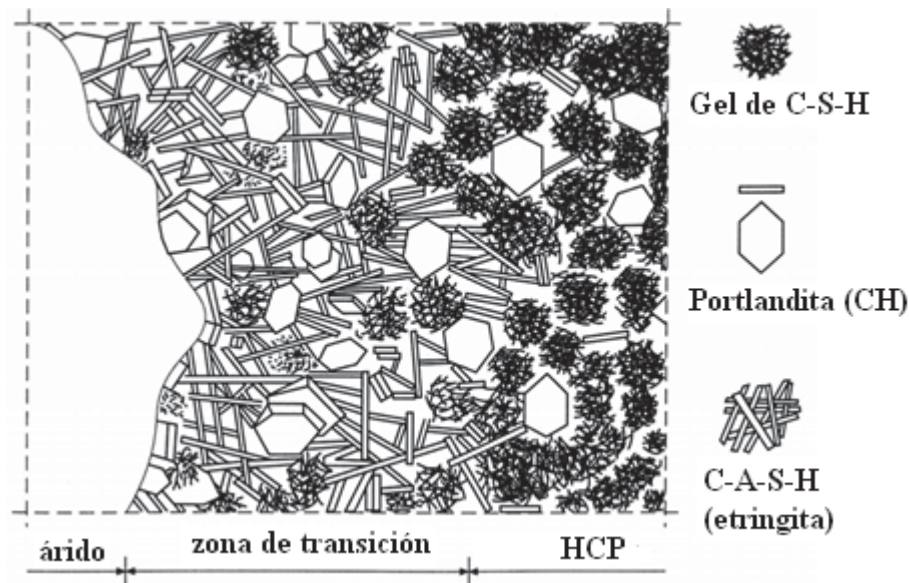 Gel de C-S-H
Portlandita (CH)
C-A-S-H
(etringita)
árido
zona de transición
HCP